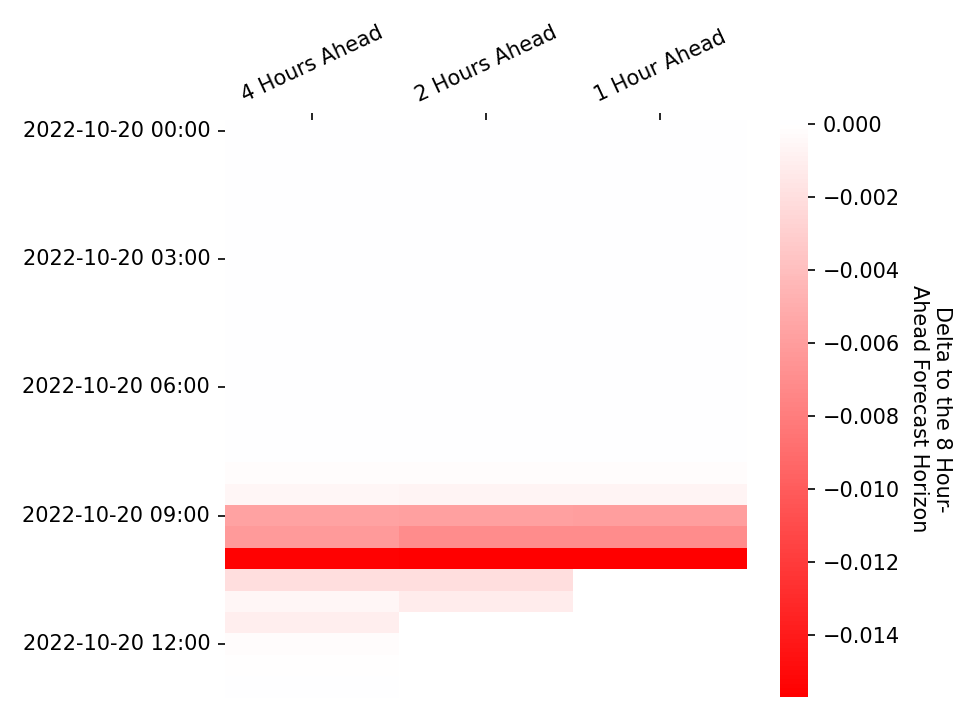 4 Hours Ahead
2 Hours Ahead
1 Hour Ahead
2022-10-20 00:00
2022-10-20 03:00
2022-10-20 06:00
2022-10-20 09:00
2022-10-20 12:00
0.000
−0.002
−0.004
−0.006
−0.008
−0.010
−0.012
−0.014
Delta to the 8 Hour-
Ahead Forecast Horizon